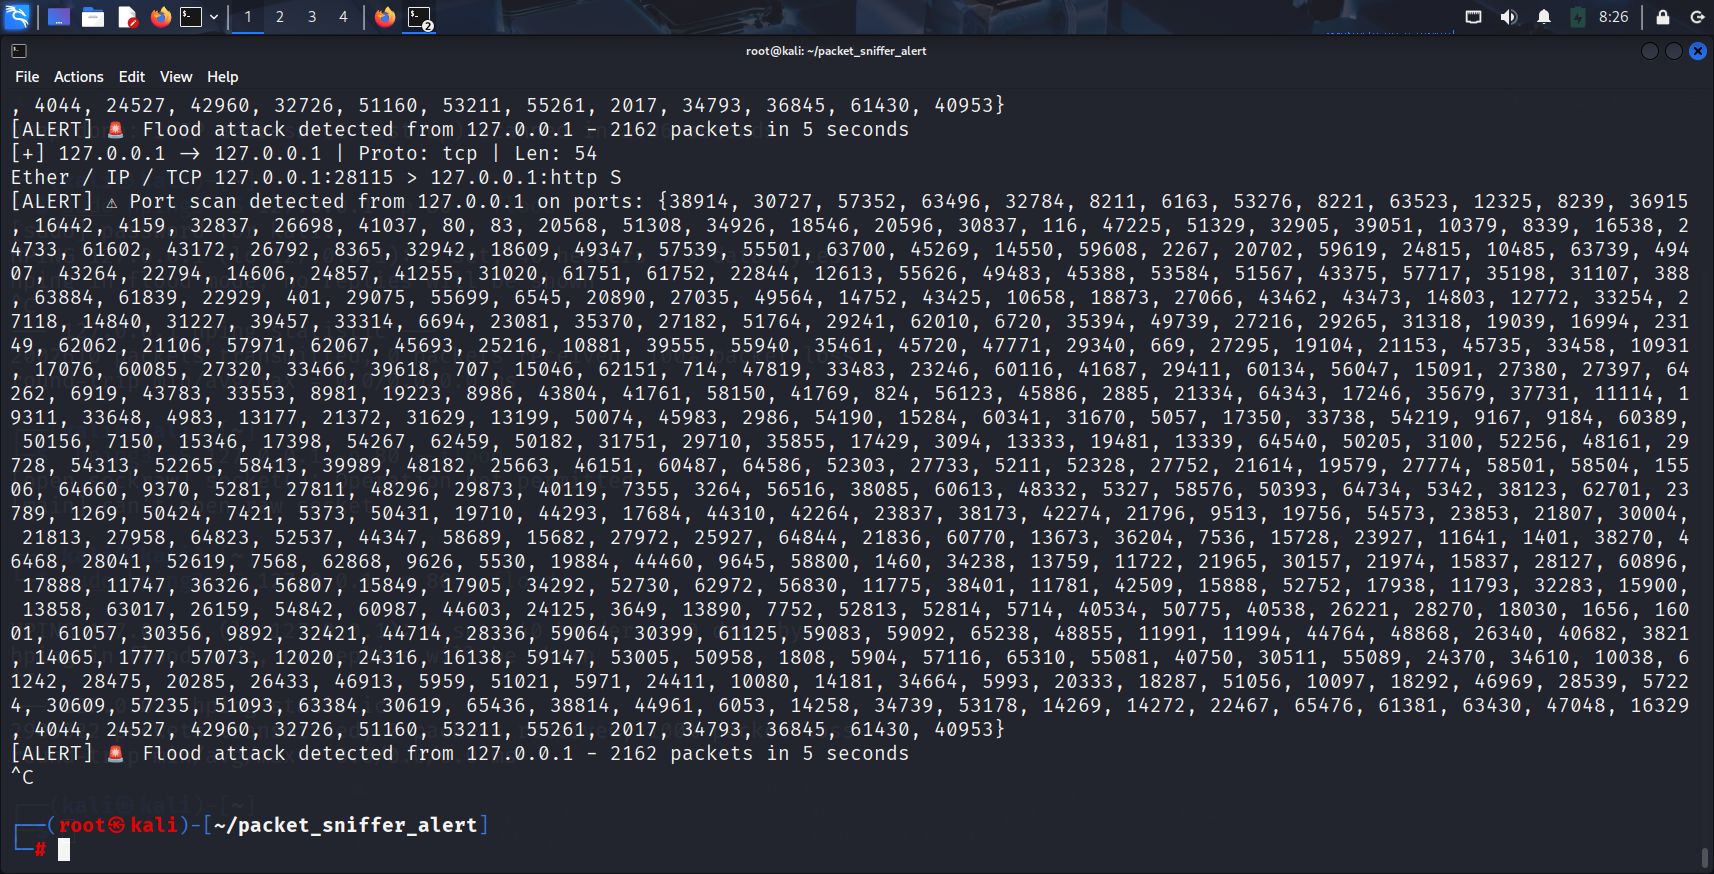 1 2 3 4 2 8:26
root@kali: ~/packet_sniffer_alert
File Actions Edit View Help
, 4044, 24527, 42960, 32726, 51160, 53211, 55261, 2017, 34793, 36845, 61430, 40953}
[ALERT] 🚨 Flood attack detected from 127.0.0.1 - 2162 packets in 5 seconds
[+] 127.0.0.1 → 127.0.0.1 | Proto: tcp | Len: 54
Ether / IP / TCP 127.0.0.1:28115 > 127.0.0.1:http S
[ALERT] ⚠ Port scan detected from 127.0.0.1 on ports: {38914, 30727, 57352, 63496, 32784, 8211, 6163, 53276, 8221, 63523, 12325, 8239, 36915
, 16442, 4159, 32837, 26698, 41037, 80, 83, 20568, 51308, 34926, 18546, 20596, 30837, 116, 47225, 51329, 32905, 39051, 10379, 8339, 16538, 2
4733, 61602, 43172, 26792, 8365, 32942, 18609, 49347, 57539, 55501, 63700, 45269, 14550, 59608, 2267, 20702, 59619, 24815, 10485, 63739, 494
07, 43264, 22794, 14606, 24857, 41255, 31020, 61751, 61752, 22844, 12613, 55626, 49483, 45388, 53584, 51567, 43375, 57717, 35198, 31107, 388
, 63884, 61839, 22929, 401, 29075, 55699, 6545, 20890, 27035, 49564, 14752, 43425, 10658, 18873, 27066, 43462, 43473, 14803, 12772, 33254, 2
7118, 14840, 31227, 39457, 33314, 6694, 23081, 35370, 27182, 51764, 29241, 62010, 6720, 35394, 49739, 27216, 29265, 31318, 19039, 16994, 231
49, 62062, 21106, 57971, 62067, 45693, 25216, 10881, 39555, 55940, 35461, 45720, 47771, 29340, 669, 27295, 19104, 21153, 45735, 33458, 10931
, 17076, 60085, 27320, 33466, 39618, 707, 15046, 62151, 714, 47819, 33483, 23246, 60116, 41687, 29411, 60134, 56047, 15091, 27380, 27397, 64
262, 6919, 43783, 33553, 8981, 19223, 8986, 43804, 41761, 58150, 41769, 824, 56123, 45886, 2885, 21334, 64343, 17246, 35679, 37731, 11114, 1
9311, 33648, 4983, 13177, 21372, 31629, 13199, 50074, 45983, 2986, 54190, 15284, 60341, 31670, 5057, 17350, 33738, 54219, 9167, 9184, 60389,
50156, 7150, 15346, 17398, 54267, 62459, 50182, 31751, 29710, 35855, 17429, 3094, 13333, 19481, 13339, 64540, 50205, 3100, 52256, 48161, 29
728, 54313, 52265, 58413, 39989, 48182, 25663, 46151, 60487, 64586, 52303, 27733, 5211, 52328, 27752, 21614, 19579, 27774, 58501, 58504, 155
06, 64660, 9370, 5281, 27811, 48296, 29873, 40119, 7355, 3264, 56516, 38085, 60613, 48332, 5327, 58576, 50393, 64734, 5342, 38123, 62701, 23
789, 1269, 50424, 7421, 5373, 50431, 19710, 44293, 17684, 44310, 42264, 23837, 38173, 42274, 21796, 9513, 19756, 54573, 23853, 21807, 30004,
21813, 27958, 64823, 52537, 44347, 58689, 15682, 27972, 25927, 64844, 21836, 60770, 13673, 36204, 7536, 15728, 23927, 11641, 1401, 38270, 4
6468, 28041, 52619, 7568, 62868, 9626, 5530, 19884, 44460, 9645, 58800, 1460, 34238, 13759, 11722, 21965, 30157, 21974, 15837, 28127, 60896,
17888, 11747, 36326, 56807, 15849, 17905, 34292, 52730, 62972, 56830, 11775, 38401, 11781, 42509, 15888, 52752, 17938, 11793, 32283, 15900,
13858, 63017, 26159, 54842, 60987, 44603, 24125, 3649, 13890, 7752, 52813, 52814, 5714, 40534, 50775, 40538, 26221, 28270, 18030, 1656, 160
01, 61057, 30356, 9892, 32421, 44714, 28336, 59064, 30399, 61125, 59083, 59092, 65238, 48855, 11991, 11994, 44764, 48868, 26340, 40682, 3821
, 14065, 1777, 57073, 12020, 24316, 16138, 59147, 53005, 50958, 1808, 5904, 57116, 65310, 55081, 40750, 30511, 55089, 24370, 34610, 10038, 6
1242, 28475, 20285, 26433, 46913, 5959, 51021, 5971, 24411, 10080, 14181, 34664, 5993, 20333, 18287, 51056, 10097, 18292, 46969, 28539, 5722
4, 30609, 57235, 51093, 63384, 30619, 65436, 38814, 44961, 6053, 14258, 34739, 53178, 14269, 14272, 22467, 65476, 61381, 63430, 47048, 16329
, 4044, 24527, 42960, 32726, 51160, 53211, 55261, 2017, 34793, 36845, 61430, 40953}
[ALERT] 🚨 Flood attack detected from 127.0.0.1 - 2162 packets in 5 seconds
^C
┌──(root㉿kali)-[~/packet_sniffer_alert]
└─#